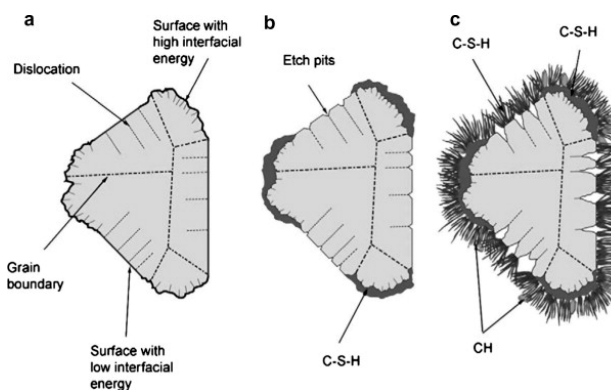 a
Surface with
high interfacial
energy
Dislocation
Grain
boundary
Surface with
low interfacial
energy
b
Etch pits
C-S-H
c
C-S-H
C-S-H
CH